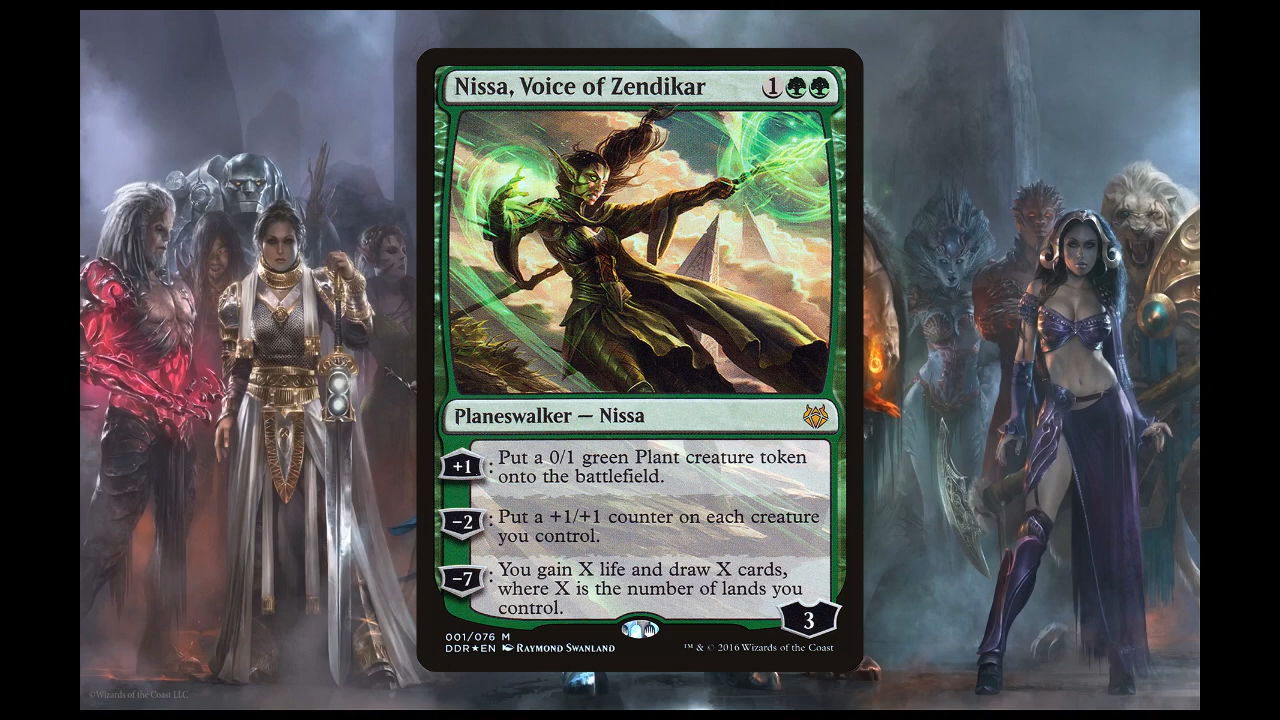 Nissa, Voice of Zendikar 1
Planeswalker — Nissa
+1 : Put a 0/1 green Plant creature token
onto the battlefield.
−2 : Put a +1/+1 counter on each creature
you control.
−7 : You gain X life and draw X cards,
where X is the number of lands you
control.
3
001/076 M
DDR★EN Raymond Swanland
™ & © 2016 Wizards of the Coast
©Wizards of the Coast LLC